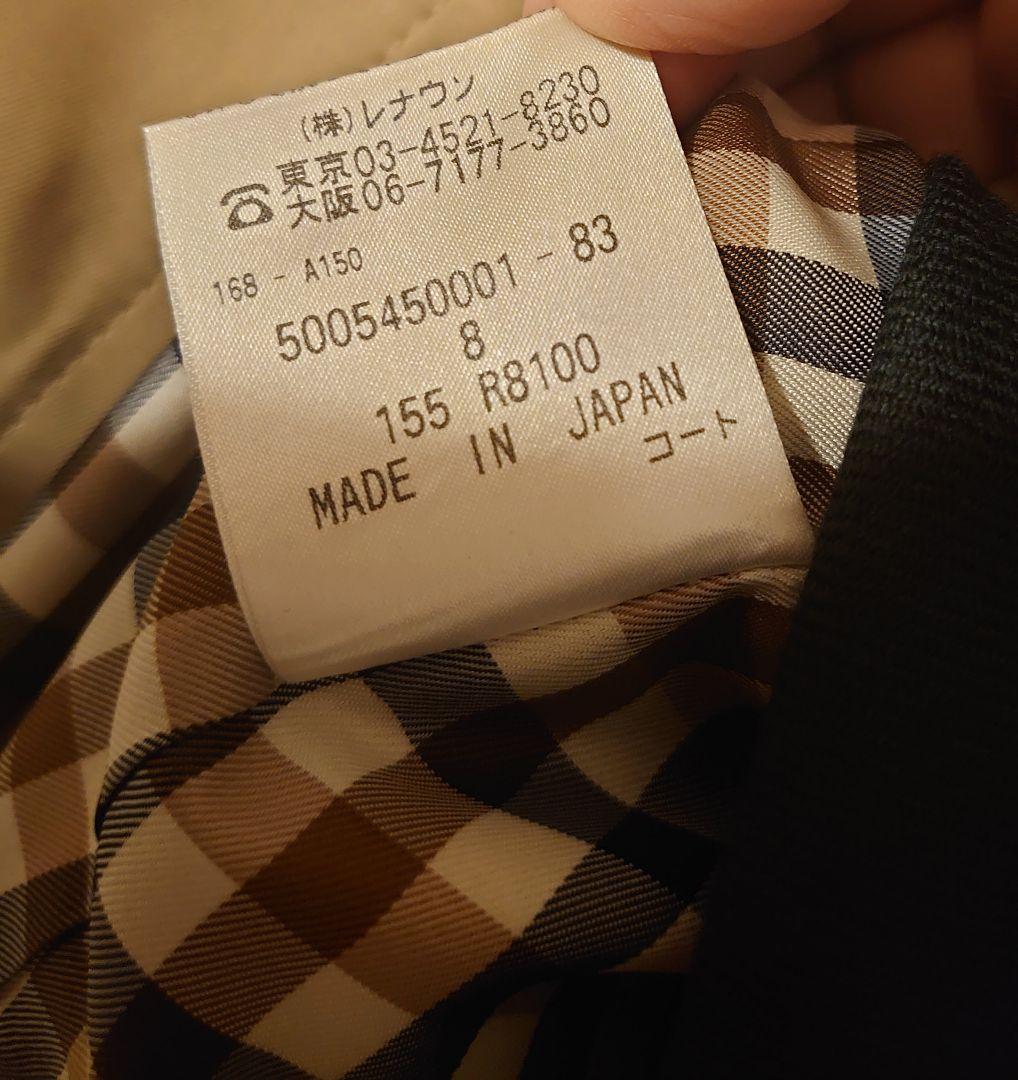 (株)レナウン
東京03-4521-8230
☎大阪06-7177-3860
168 - A150
5005450001 - 83
8
155 R8100
MADE IN JAPAN
コート